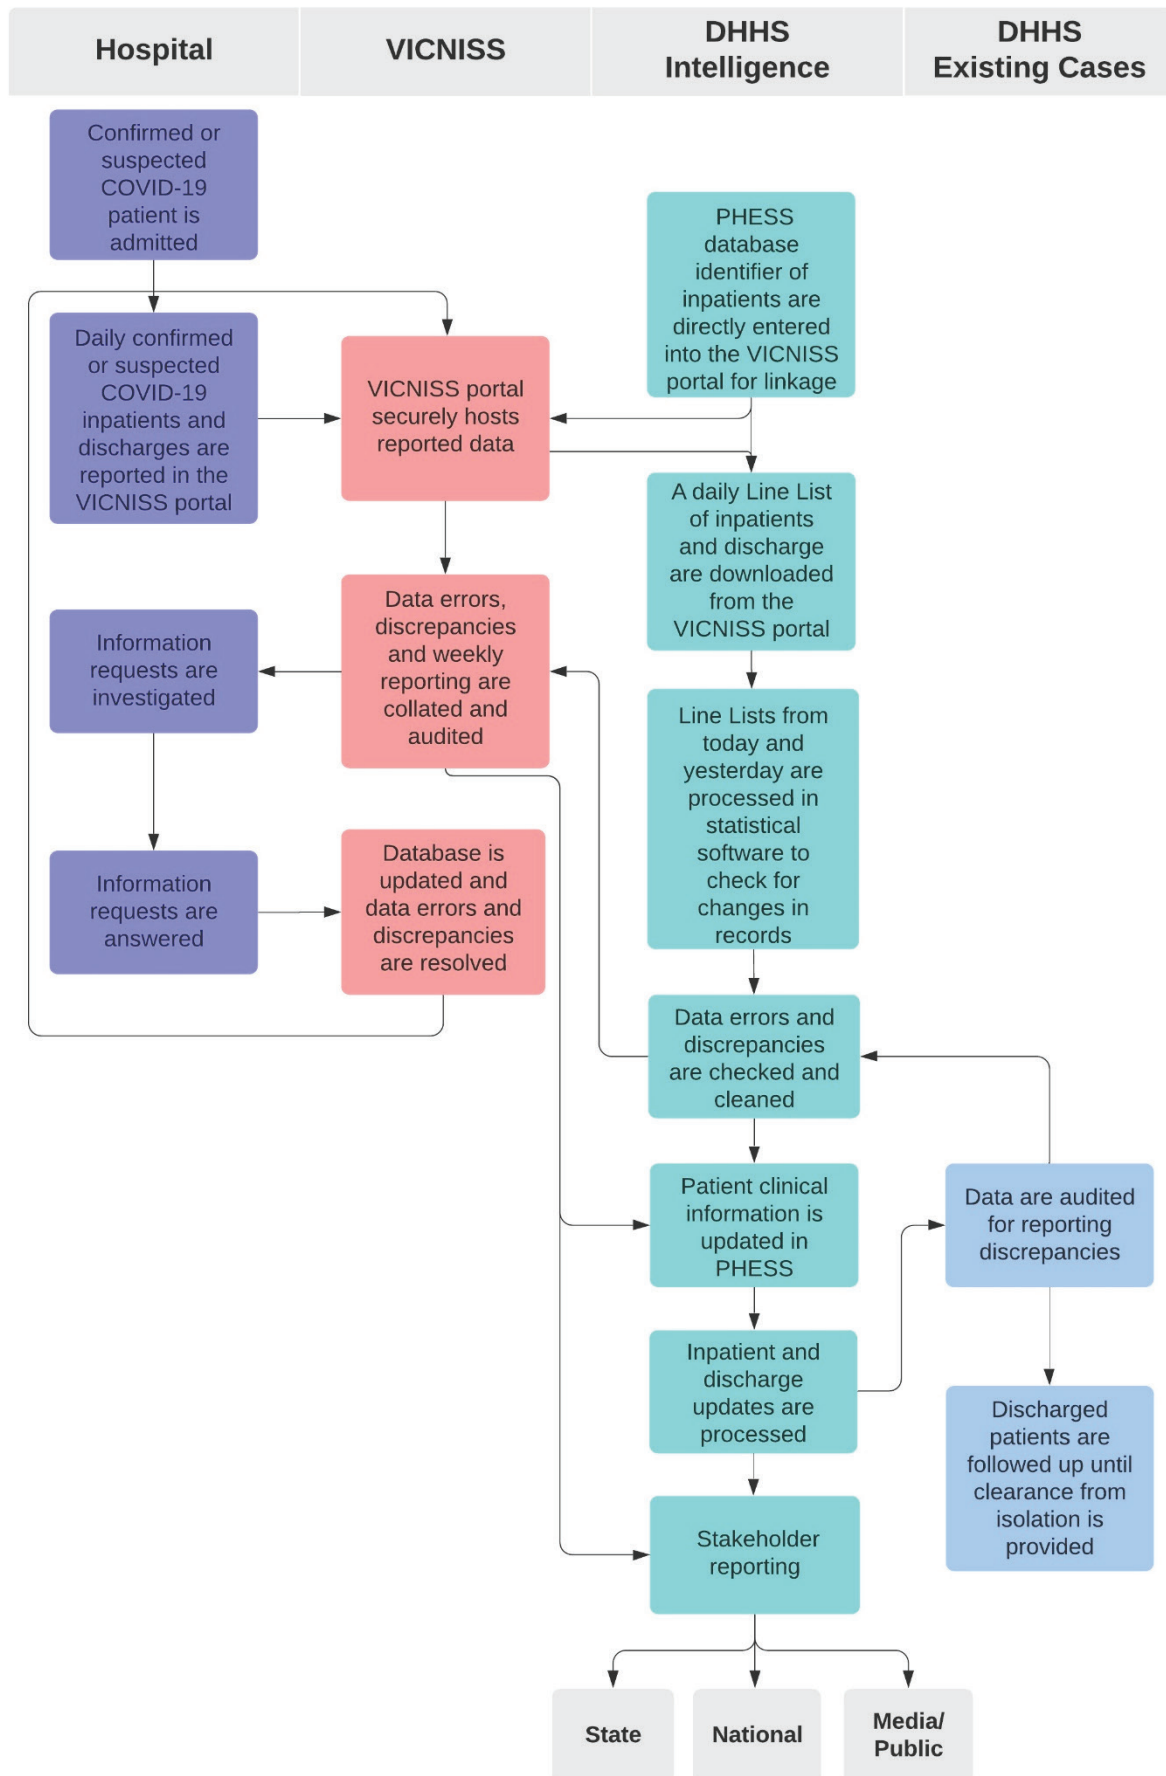 Hospital
VICNISS
DHHS
Intelligence
DHHS
Existing Cases
Confirmed or
suspected
COVID-19
patient is
admitted
Daily confirmed
or suspected
COVID-19
inpatients and
discharges are
reported in the
VICNISS portal
Information
requests are
investigated
Information
requests are
answered
VICNISS portal
securely hosts
reported data
Data errors,
discrepancies
and weekly
reporting are
collated and
audited
Database is
updated and
data errors and
discrepancies
are resolved
PHESS
database
identifier of
inpatients are
directly entered
into the VICNISS
portal for linkage
A daily Line List
of inpatients
and discharge
are downloaded
from the
VICNISS portal
Line Lists from
today and
yesterday are
processed in
statistical
software to
check for
changes in
records
Data errors and
discrepancies
are checked and
cleaned
Patient clinical
information is
updated in
PHESS
Inpatient and
discharge
updates are
processed
Stakeholder
reporting
Data are audited
for reporting
discrepancies
Discharged
patients are
followed up until
clearance from
isolation is
provided
State
National
Media/
Public